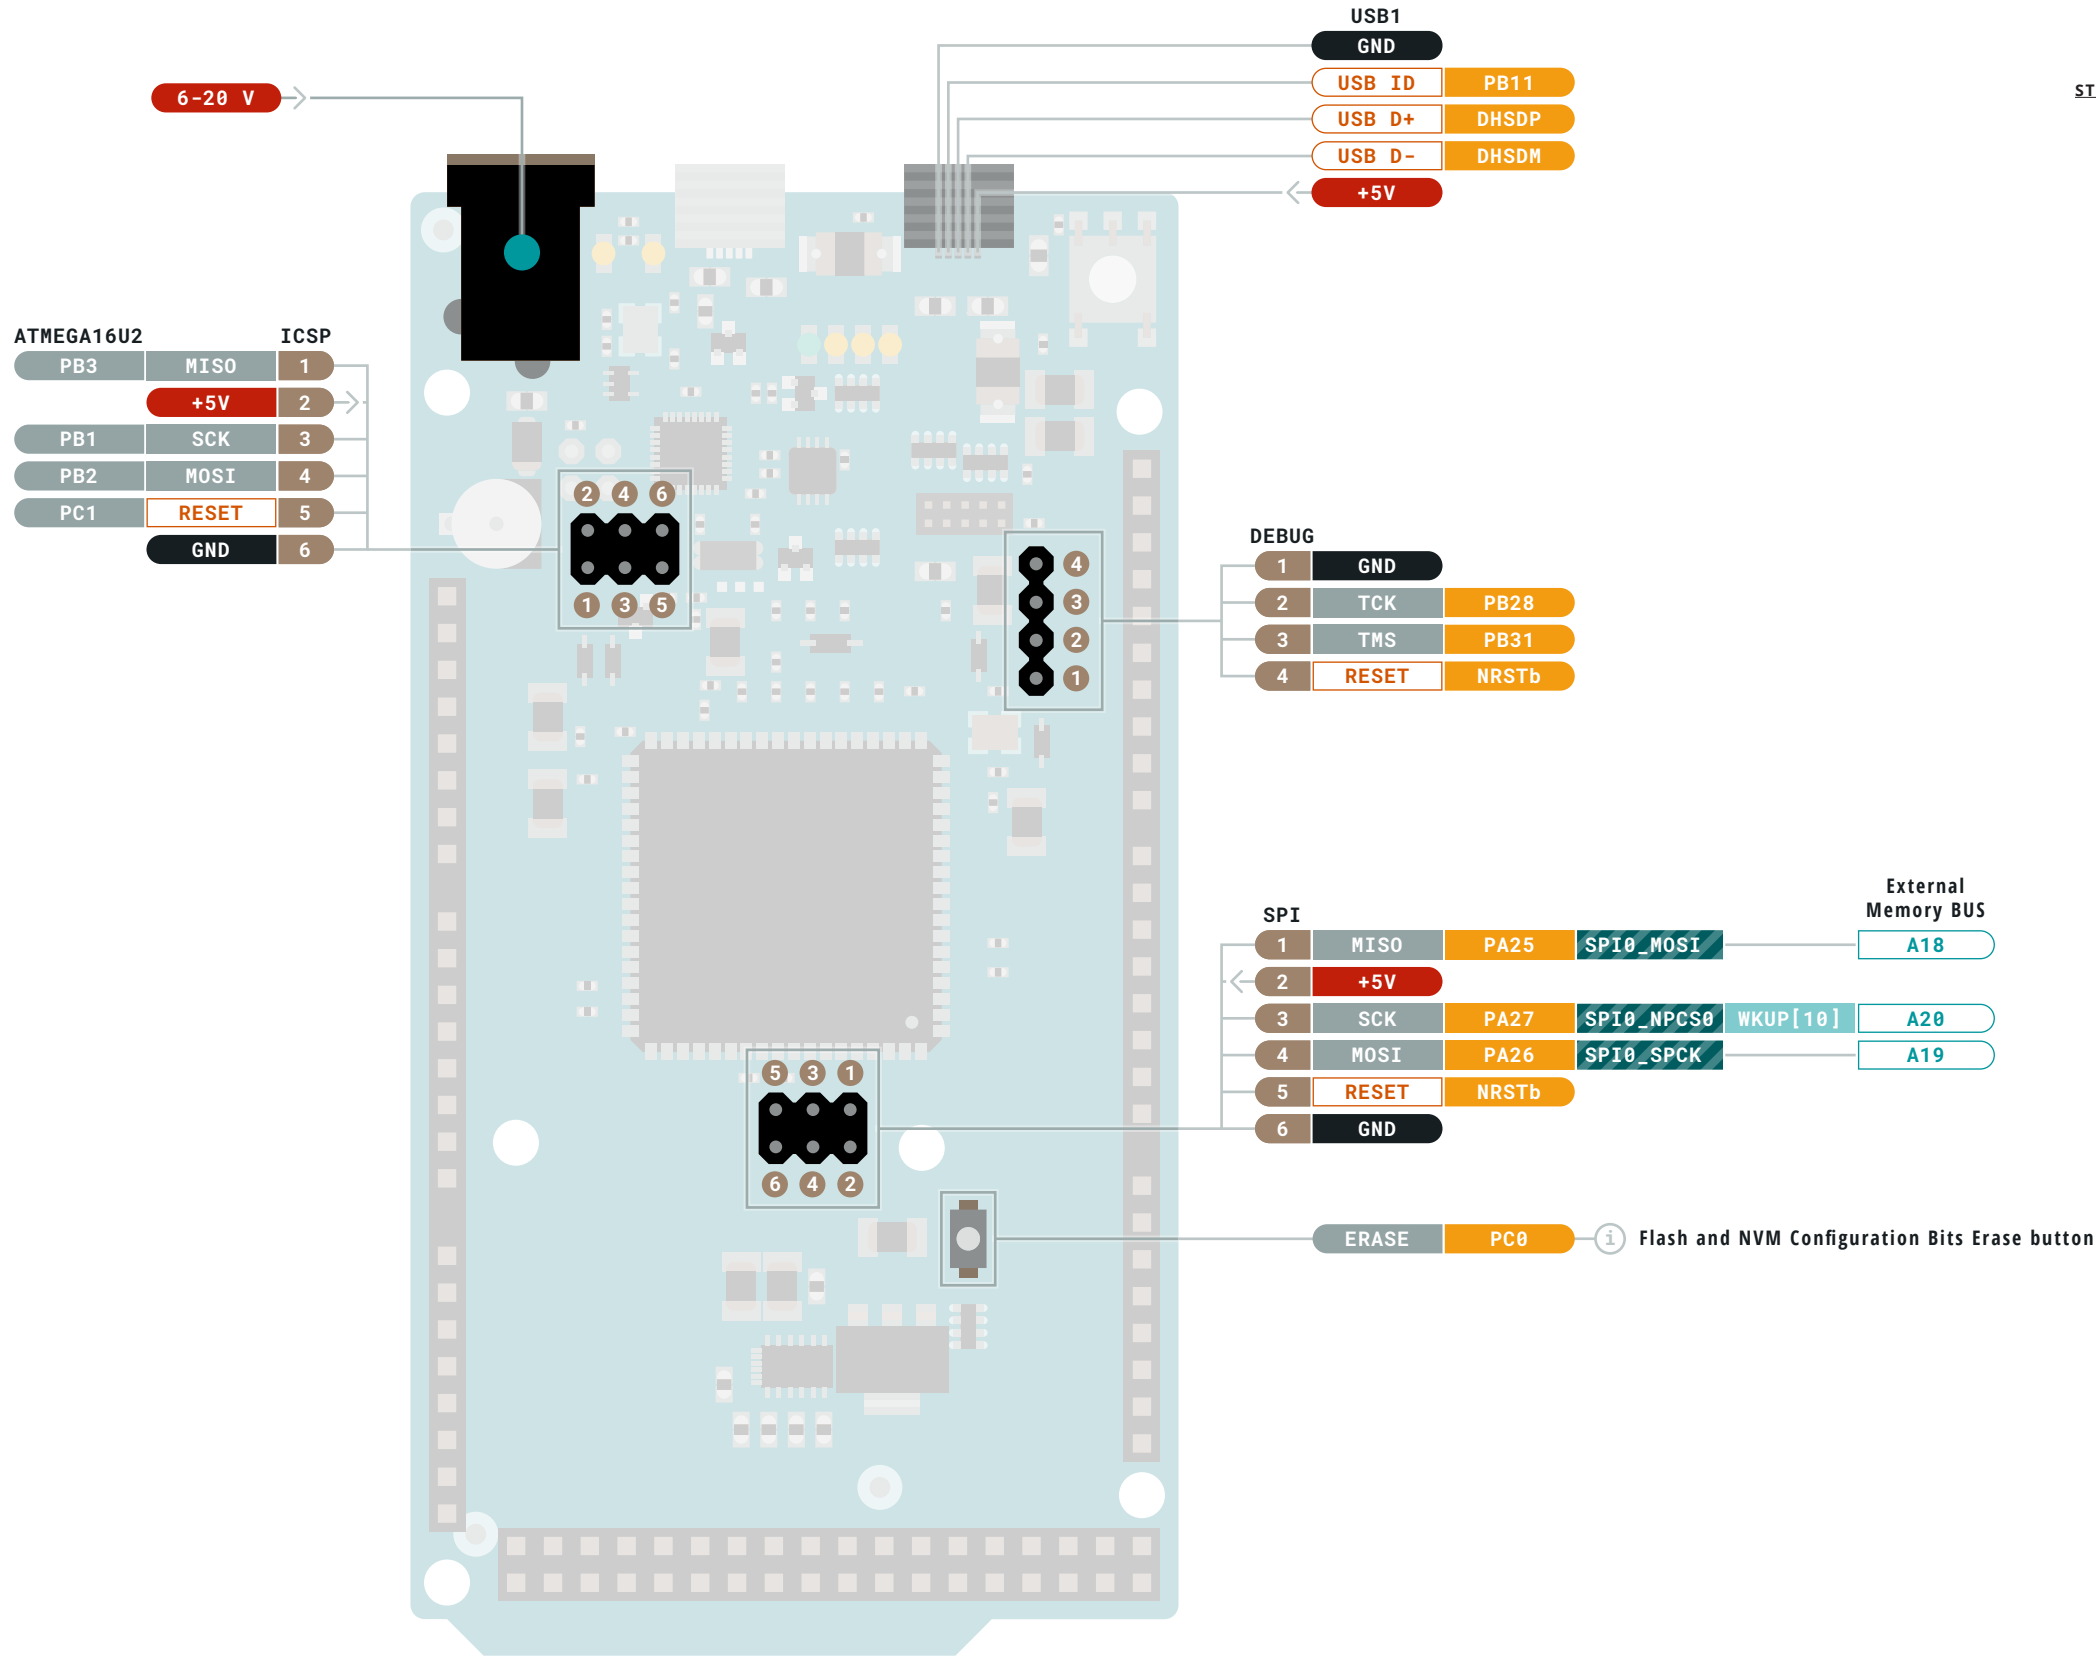 USB1
GND
USB ID PB11
USB D+ DHSDP
USB D- DHSDM
+5V
ST
6-20 V
ATMEGA16U2 ICSP
PB3 MISO 1
+5V 2
PB1 SCK 3
PB2 MOSI 4
PC1 RESET 5
GND 6
2 4 6
1 3 5
4
3
2
1
DEBUG
1 GND
2 TCK PB28
3 TMS PB31
4 RESET NRSTb
External
Memory BUS
SPI
1 MISO PA25 SPI0_MOSI A18
2 +5V
3 SCK PA27 SPI0_NPCS0 WKUP[10] A20
4 MOSI PA26 SPI0_SPCK A19
5 RESET NRSTb
6 GND
5 3 1
6 4 2
ERASE PC0 i Flash and NVM Configuration Bits Erase button